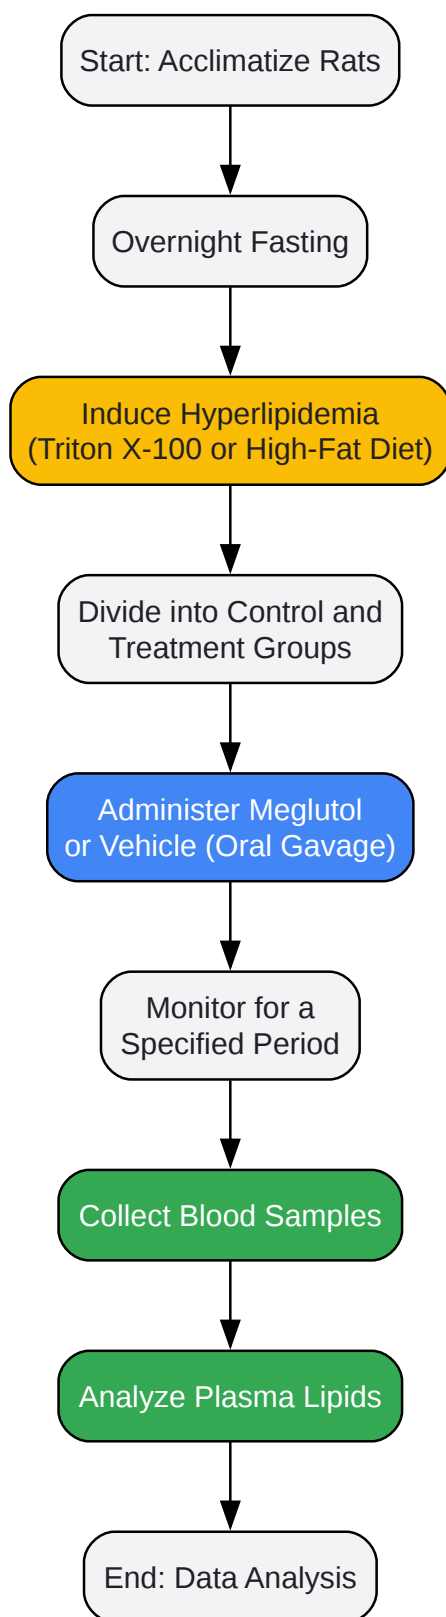 Start: Acclimatize Rats
Overnight Fasting
Induce Hyperlipidemia
(Triton X-100 or High-Fat Diet)
Divide into Control and
Treatment Groups
Administer Meglutol
or Vehicle (Oral Gavage)
Monitor for a
Specified Period
Collect Blood Samples
Analyze Plasma Lipids
End: Data Analysis